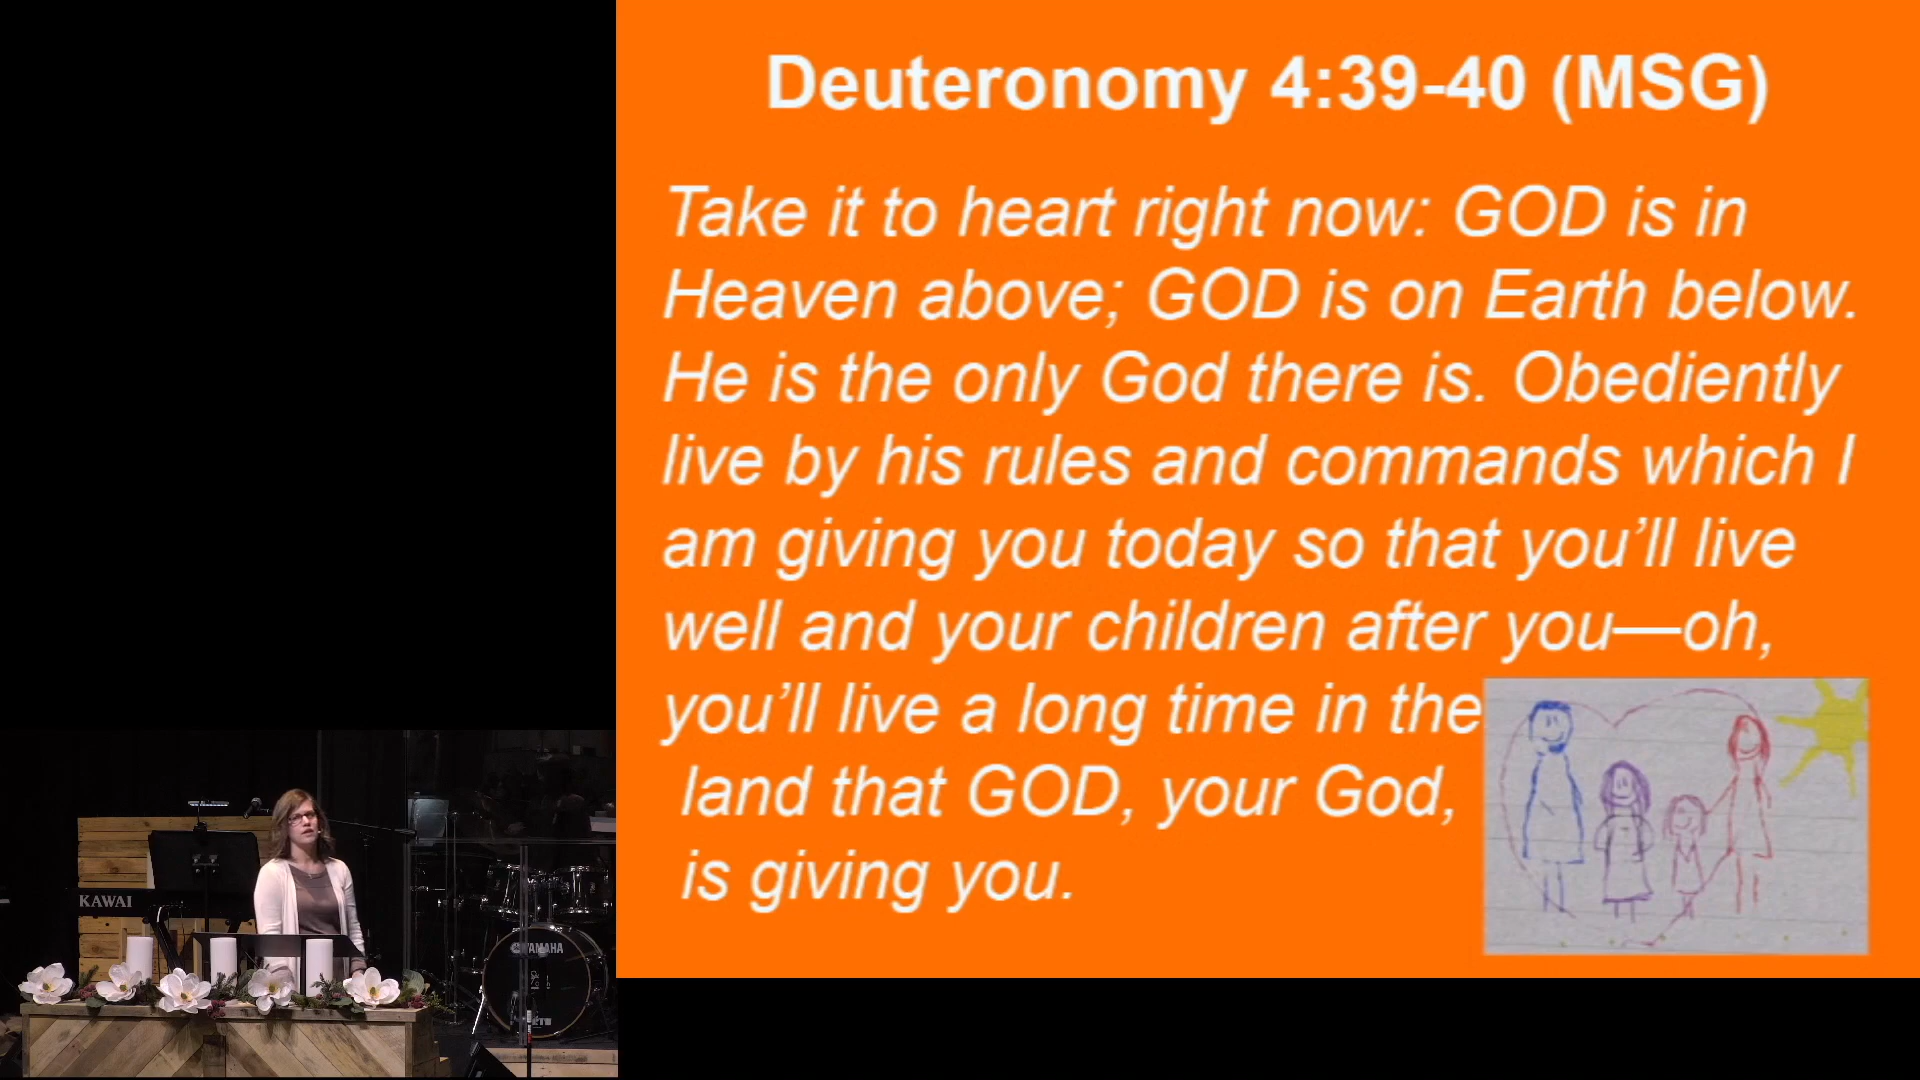 Deuteronomy 4:39-40 (MSG)
Take it to heart right now: GOD is in
Heaven above; GOD is on Earth below.
He is the only God there is. Obediently
live by his rules and commands which I
am giving you today so that you’ll live
well and your children after you—oh,
you’ll live a long time in the
land that GOD, your God,
is giving you.
KAWAI
YAMAHA